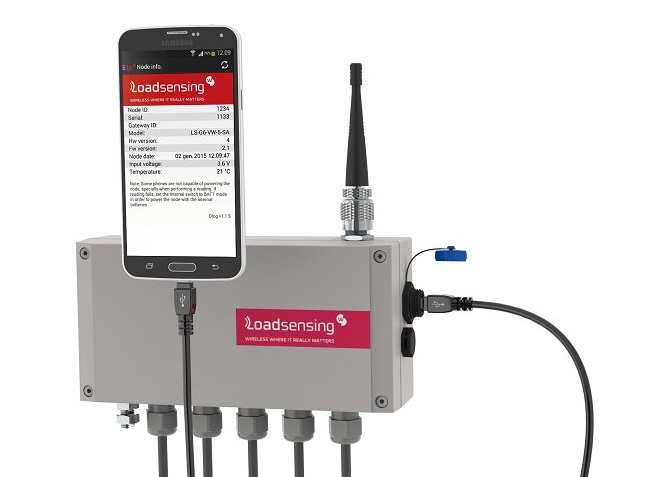 SAMSUNG
12.09
Node info.
Loadsensing
WIRELESS WHERE IT REALLY MATTERS
Node ID: 1234
Serial: 1133
Gateway ID:
Model: LS-G6-VW-5-SA
Hw version: 4
Fw version: 2.1
Node date: 02 gen. 2015 12:09:47
Input voltage: 3.6 V
Temperature: 21 °C
Note: Some phones are not capable of powering the
node, specially when performing a reading. If
reading fails, set the internal switch to BATT mode
in order to power the node with the internal
batteries.
Dlog v1.1.5
Loadsensing
WIRELESS WHERE IT REALLY MATTERS